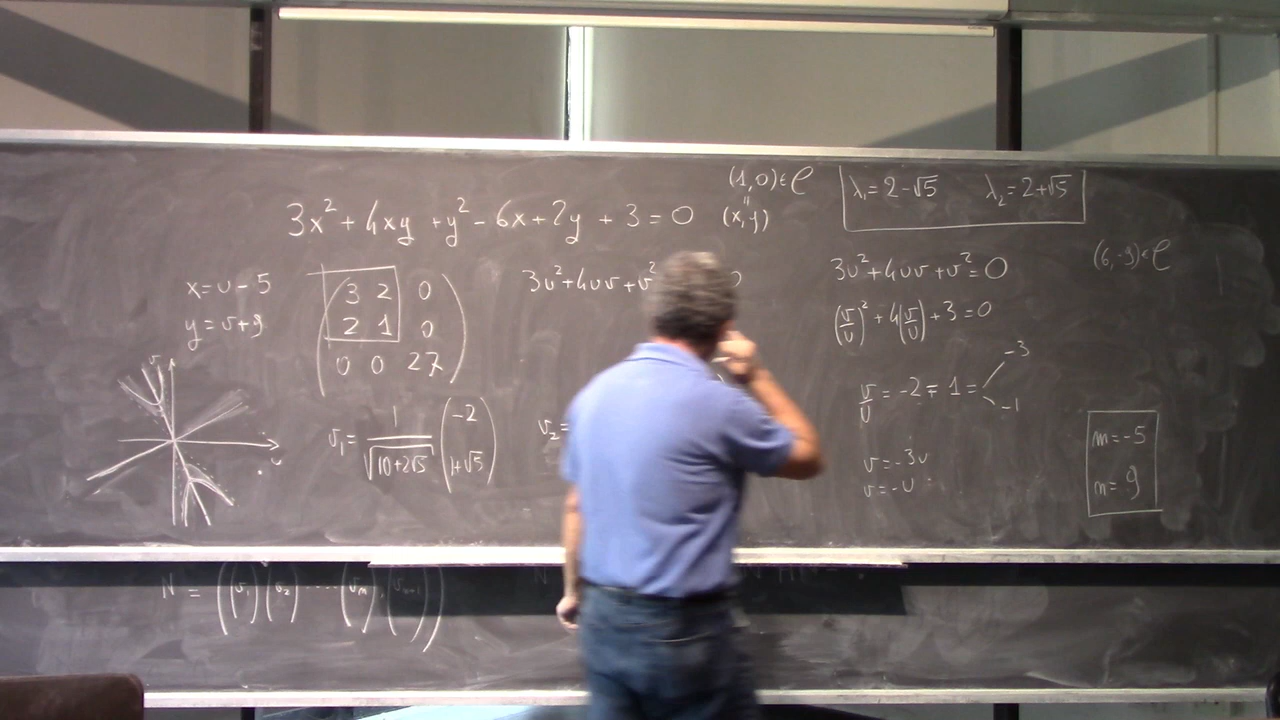 (1,0)∈C
λ₁=2-√5 λ₂=2+√5
3x²+4xy+y²-6x+2y+3=0 (x,y)
x=u-5
y=v+9
3 2 0
2 1 0
0 0 27
3u²+4uv+v²
3u²+4uv+v²=0
(v/u)²+4(v/u)+3=0
(6,-9)∈C
v/u=-2∓1=
-3
-1
v
u
v₁=1/√(10+2√5) (-2
1+√5)
v₂=
v=-3u
v=-u
m=-5
n=9
N=((v₁)(v₂)....(vₙ),(vₙ₊₁))